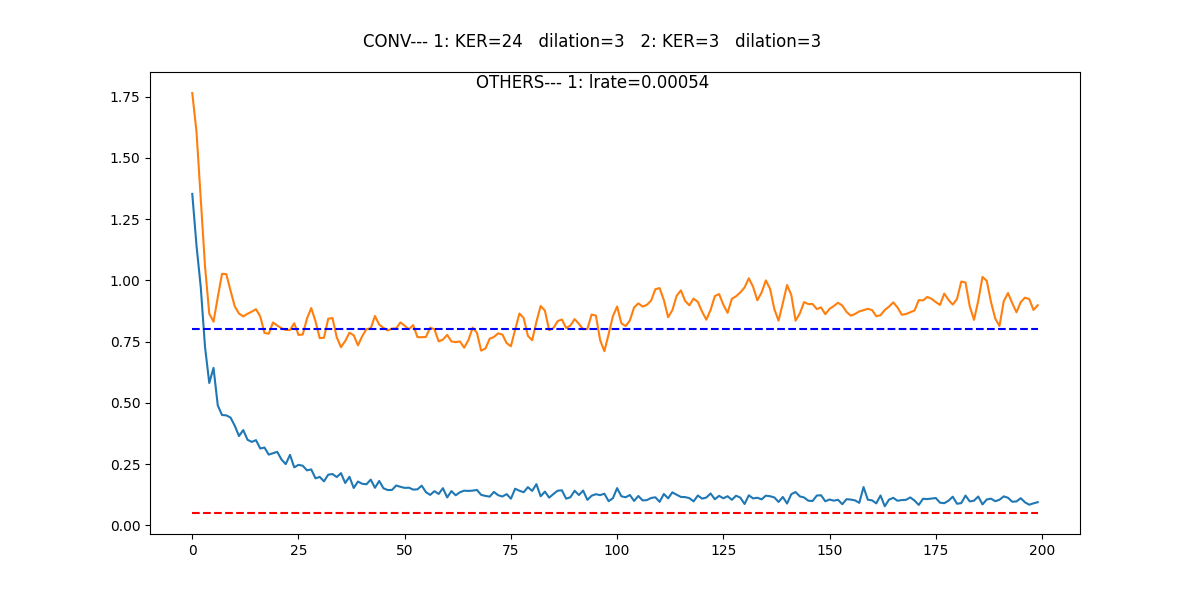 CONV--- 1: KER=24   dilation=3   2: KER=3   dilation=3
OTHERS--- 1: lrate=0.00054
1.75
1.50
1.25
1.00
0.75
0.50
0.25
0.00
0 25 50 75 100 125 150 175 200